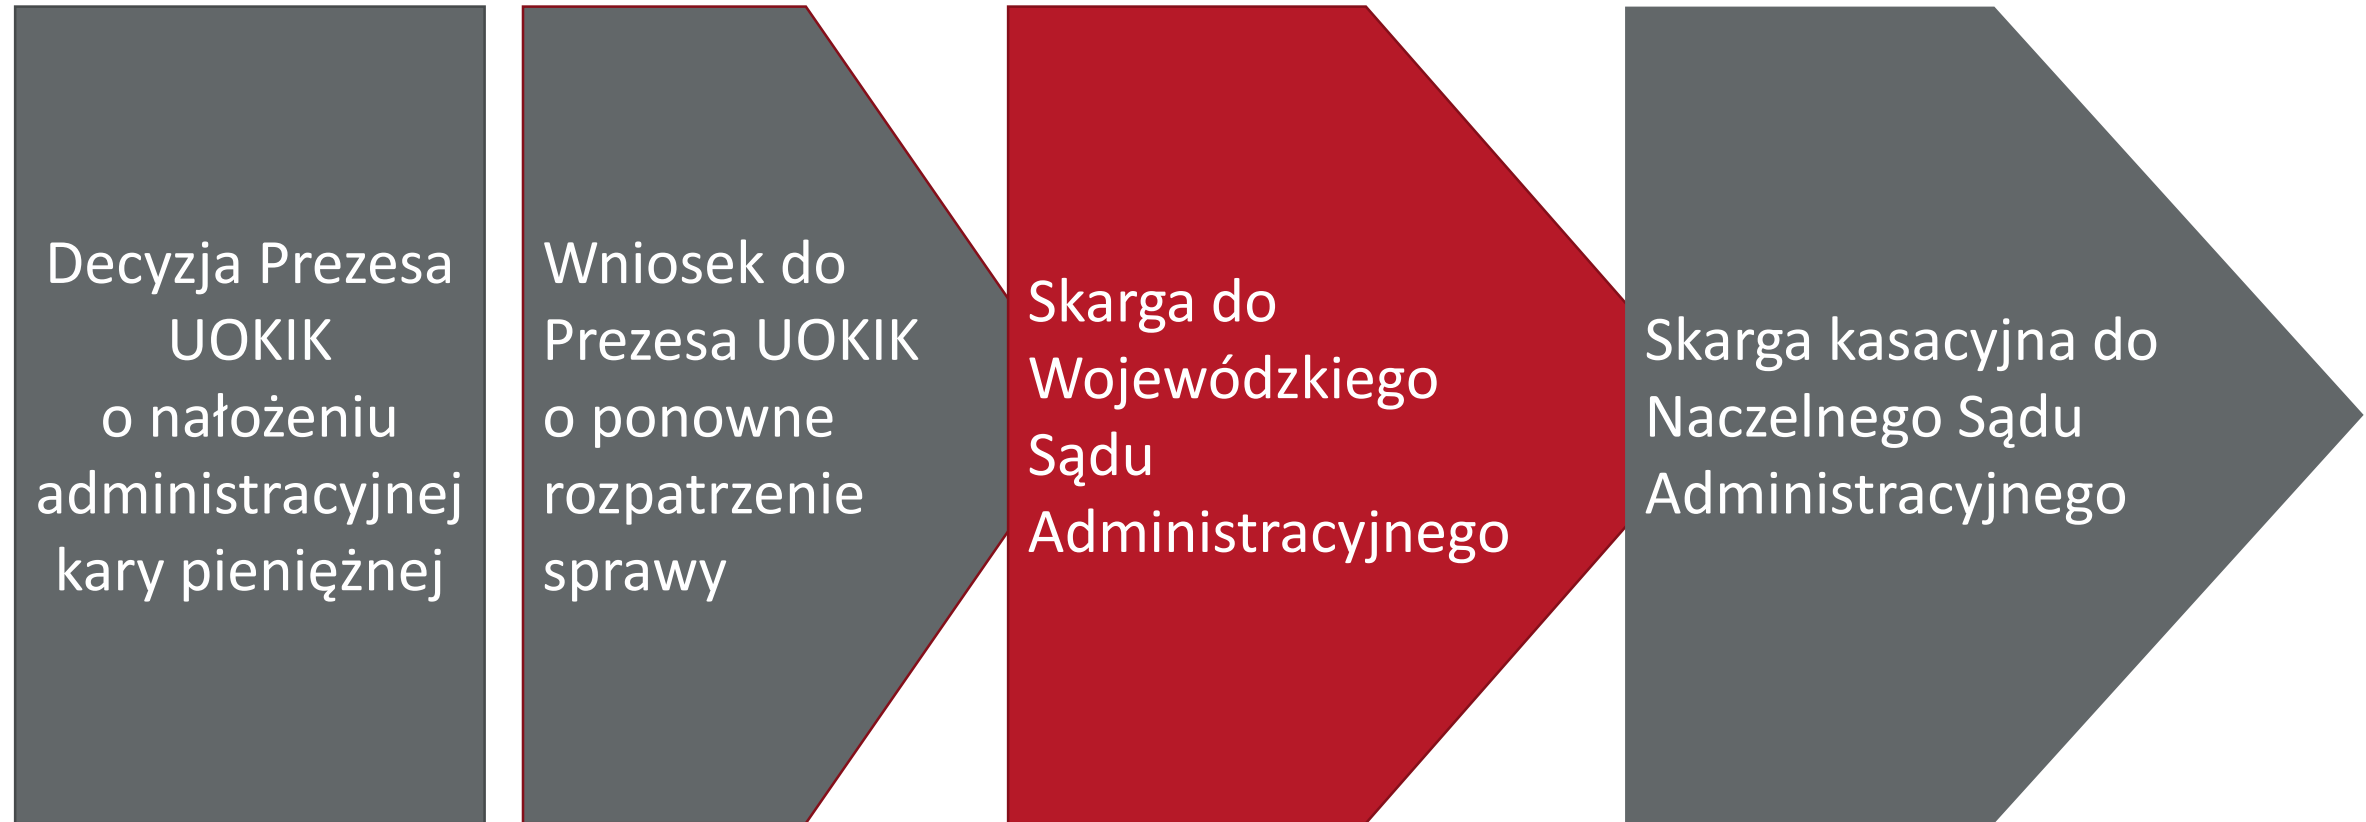 Decyzja Prezesa
UOKIK
o nałożeniu
administracyjnej
kary pieniężnej
Wniosek do
Prezesa UOKIK
o ponowne
rozpatrzenie
sprawy
Skarga do
Wojewódzkiego
Sądu
Administracyjnego
Skarga kasacyjna do
Naczelnego Sądu
Administracyjnego